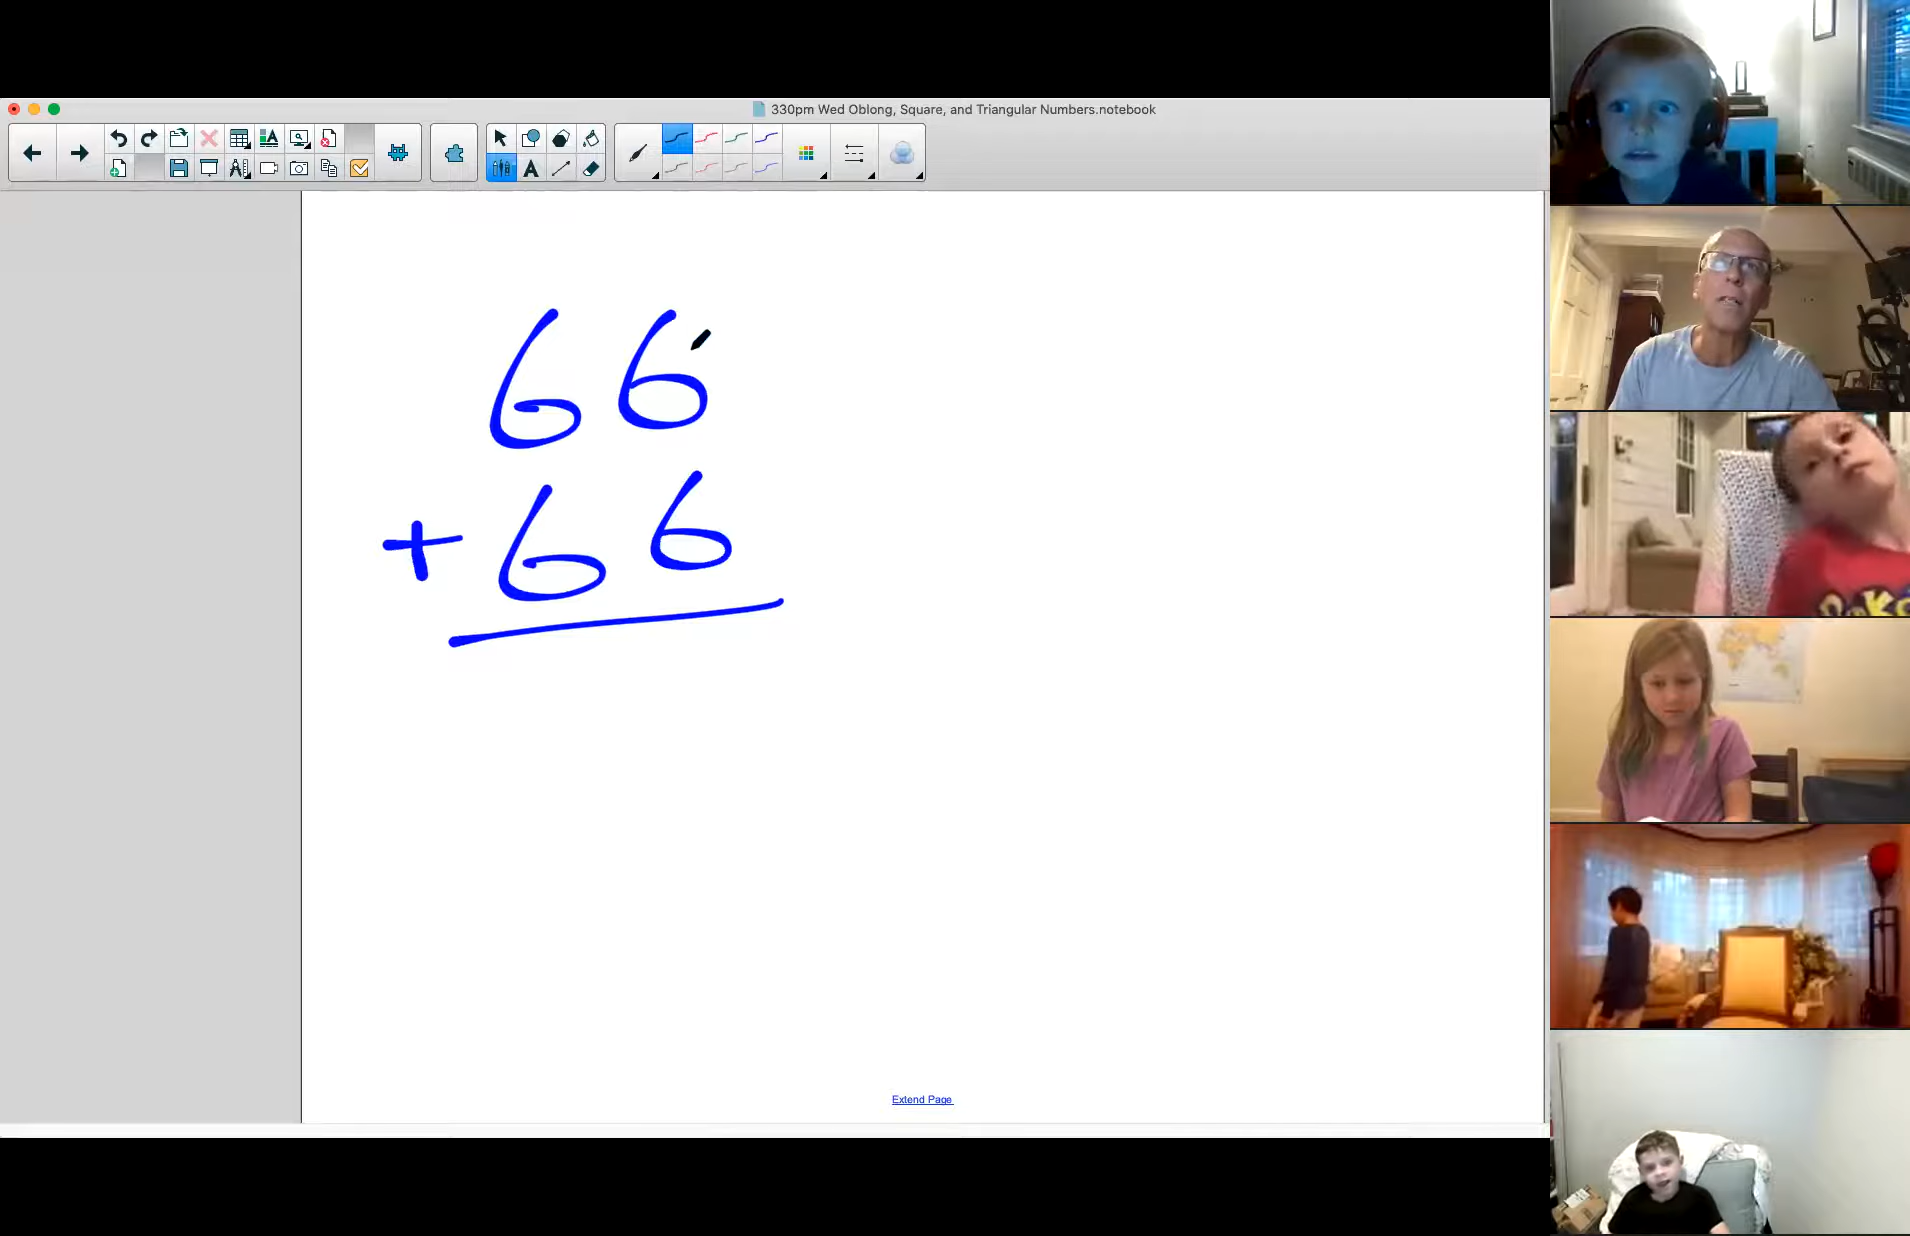 330pm Wed Oblong, Square, and Triangular Numbers.notebook
66
+ 66
Extend Page